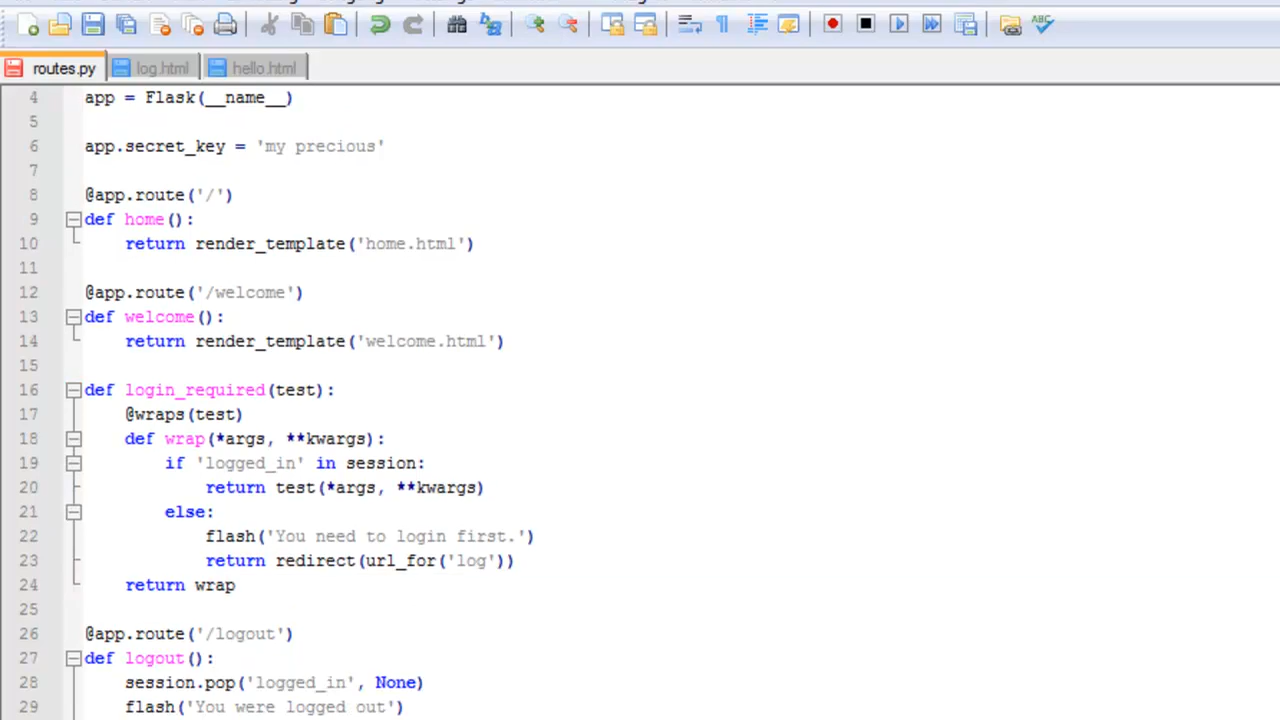 ABC
routes.py log.html hello.html
4 app = Flask(__name__)
5
6 app.secret_key = 'my precious'
7
8 @app.route('/')
9 def home():
10 return render_template('home.html')
11
12 @app.route('/welcome')
13 def welcome():
14 return render_template('welcome.html')
15
16 def login_required(test):
17 @wraps(test)
18 def wrap(*args, **kwargs):
19 if 'logged_in' in session:
20 return test(*args, **kwargs)
21 else:
22 flash('You need to login first.')
23 return redirect(url_for('log'))
24 return wrap
25
26 @app.route('/logout')
27 def logout():
28 session.pop('logged_in', None)
29 flash('You were logged out')